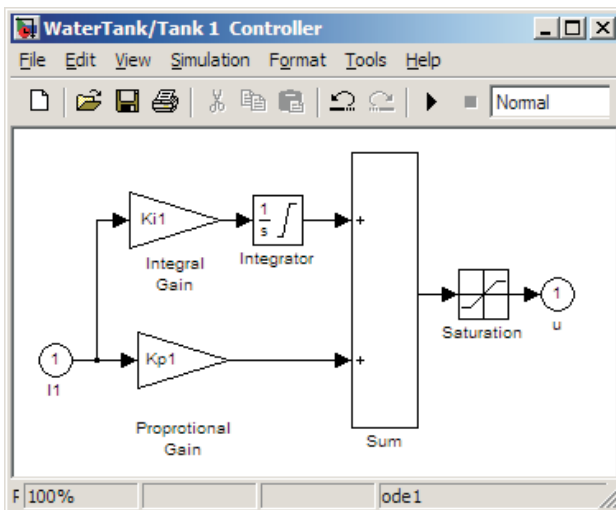 WaterTank/Tank 1 Controller
File Edit View Simulation Format Tools Help
Normal
Ki1
1
s
+
Integral
Gain
Integrator
1
Saturation
u
1
Kp1
+
l1
Proprotional
Gain
Sum
F 100%
ode1